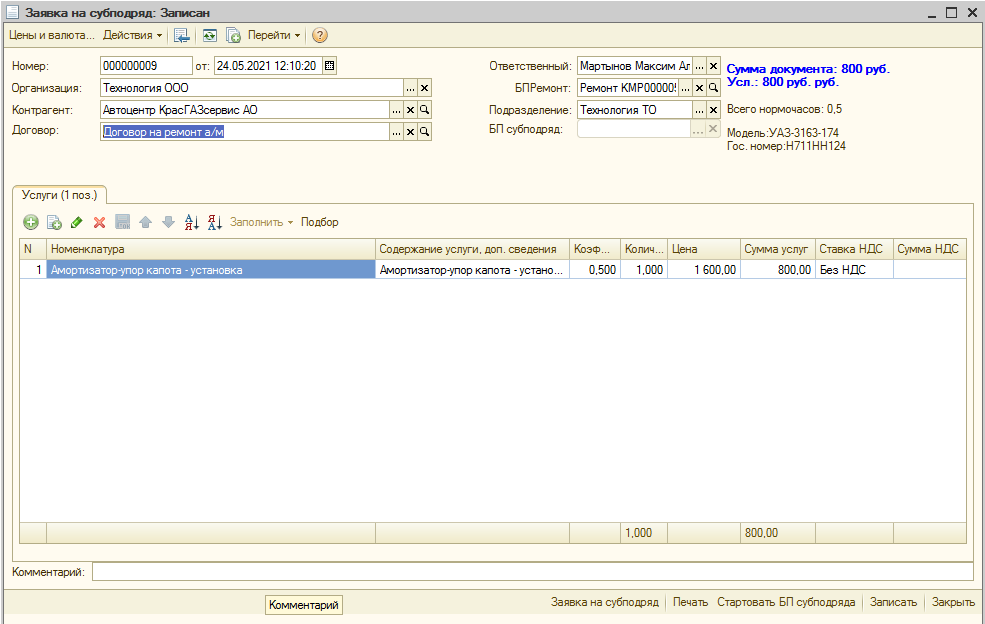 Заявка на субподряд: Записан
Цены и валюта... Действия Перейти
Номер: 000000009 от: 24.05.2021 12:10:20 Ответственный: Мартынов Максим Ал ...
Сумма документа: 800 руб.
Усл.: 800 руб. руб.
Организация: Технология ООО ... БПРемонт: Ремонт КМР00000! ...
Контрагент: Автоцентр КрасГАЗсервис АО ... Подразделение: Технология ТО ... Всего нормочасов: 0,5
Договор: Договор на ремонт а/м ... БП субподряд: ... Модель:УАЗ-3163-174
Гос. номер:Н711НН124
Услуги (1 поз.)
Заполнить Подбор
N Номенклатура Содержание услуги, доп. сведения Коэф... Колич... Цена Сумма услуг Ставка НДС Сумма НДС
1 Амортизатор-упор капота - установка Амортизатор-упор капота - устано... 0,500 1,000 1 600,00 800,00 Без НДС
1,000 800,00
Комментарий:
Комментарий
Заявка на субподряд Печать Стартовать БП субподряда Записать Закрыть